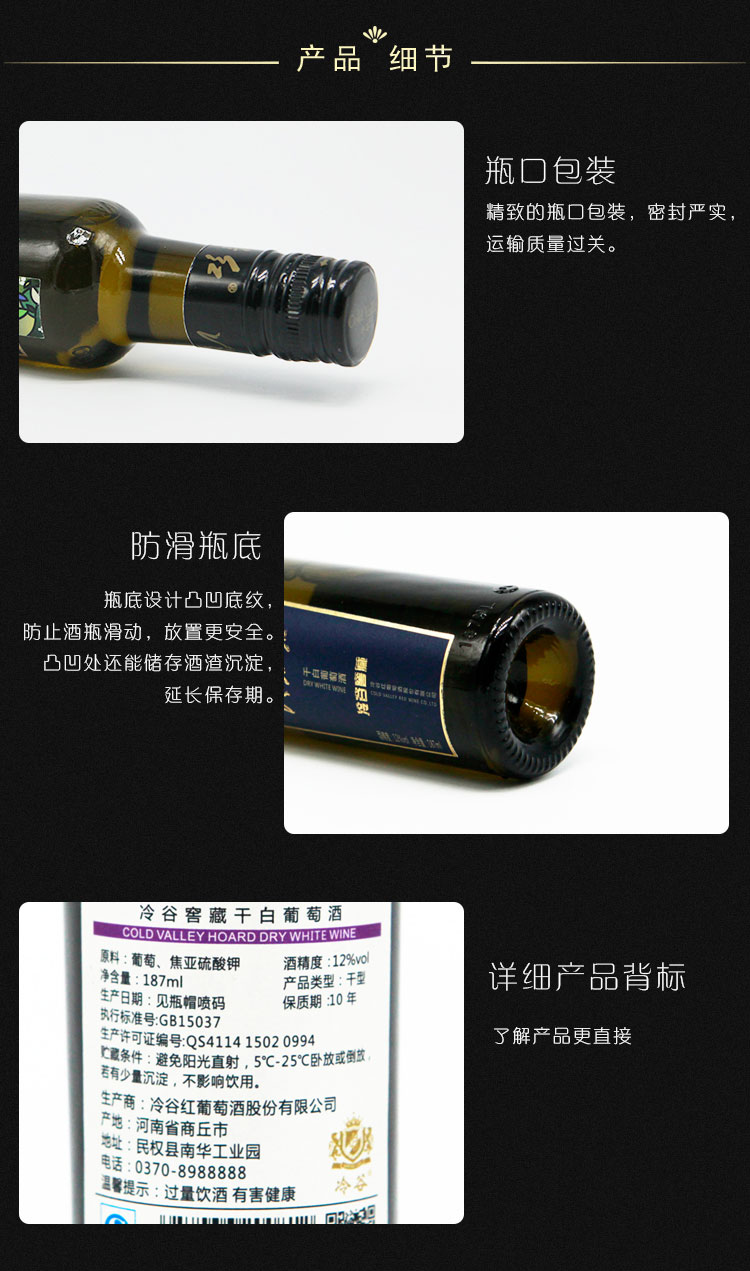 产品 细节
瓶口包装
精致的瓶口包装，密封严实，
运输质量过关。
防滑瓶底
瓶底设计凸凹底纹，
防止酒瓶滑动，放置更安全。
凸凹处还能储存酒渣沉淀，
延长保存期。
干白葡萄酒
DRY WHITE WINE
COLD VALLEY RED WINE CO.,LTD
冷谷窖藏干白葡萄酒
COLD VALLEY HOARD DRY WHITE WINE
原料：葡萄、焦亚硫酸钾 酒精度：12%vol
净含量：187ml 产品类型：干型
生产日期：见瓶帽喷码 保质期：10年
执行标准号:GB15037
生产许可证编号:QS4114 1502 0994
贮藏条件：避免阳光直射，5℃-25℃卧放或倒放，
若有少量沉淀，不影响饮用。
生产商：冷谷红葡萄酒股份有限公司
产地：河南省商丘市
地址：民权县南华工业园
电话：0370-8988888
温馨提示：过量饮酒 有害健康
冷谷
详细产品背标
了解产品更直接